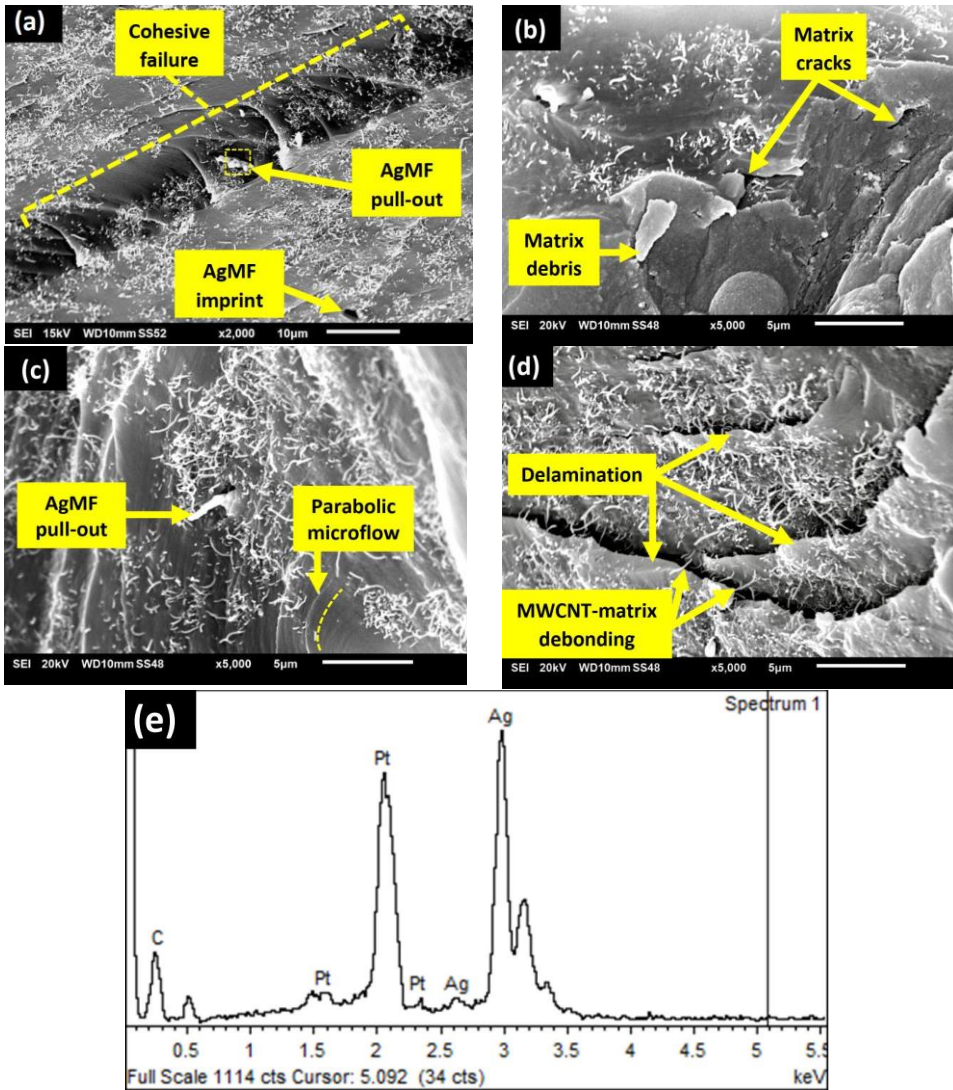 (a)
Cohesive
failure
AgMF
pull-out
AgMF
imprint
SEI 15kV WD10mm SS52 x2,000 10µm
(b)
Matrix
cracks
Matrix
debris
SEI 20kV WD10mm SS48 x5,000 5µm
(c)
AgMF
pull-out
Parabolic
microflow
SEI 20kV WD10mm SS48 x5,000 5µm
(d)
Delamination
MWCNT-matrix
debonding
SEI 20kV WD10mm SS48 x5,000 5µm
(e)
Spectrum 1
Ag
Pt
C
Pt
Pt
Ag
0.5 1 1.5 2 2.5 3 3.5 4 4.5 5 5.5
Full Scale 1114 cts Cursor: 5.092 (34 cts) keV